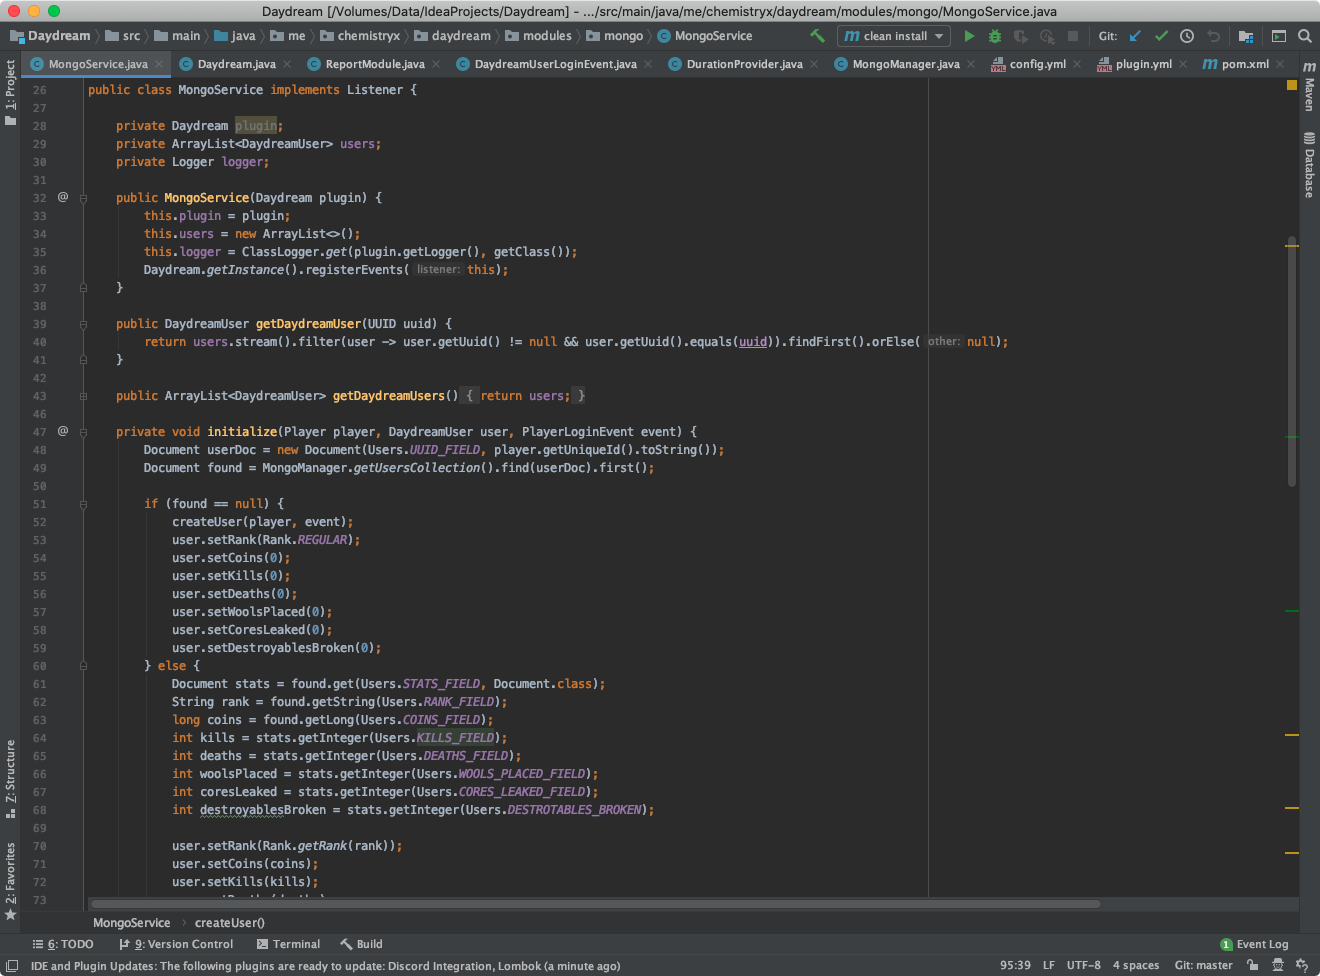 Daydream [/Volumes/Data/IdeaProjects/Daydream] - .../src/main/java/me/chemistryx/daydream/modules/mongo/MongoService.java
Daydream src main java me chemistryx daydream modules mongo MongoService clean install Git:
MongoService.java Daydream.java ReportModule.java DaydreamUserLoginEvent.java DurationProvider.java MongoManager.java config.yml plugin.yml pom.xml
1: Project
Z: Structure
2: Favorites
Maven
Database
26 public class MongoService implements Listener {
27
28 private Daydream plugin;
29 private ArrayList<DaydreamUser> users;
30 private Logger logger;
31
32 @ public MongoService(Daydream plugin) {
33 this.plugin = plugin;
34 this.users = new ArrayList<>();
35 this.logger = ClassLogger.get(plugin.getLogger(), getClass());
36 Daydream.getInstance().registerEvents( listener: this);
37 }
38
39 public DaydreamUser getDaydreamUser(UUID uuid) {
40 return users.stream().filter(user -> user.getUuid() != null && user.getUuid().equals(uuid)).findFirst().orElse( other: null);
41 }
42
43 public ArrayList<DaydreamUser> getDaydreamUsers() { return users; }
46
47 @ private void initialize(Player player, DaydreamUser user, PlayerLoginEvent event) {
48 Document userDoc = new Document(Users.UUID_FIELD, player.getUniqueId().toString());
49 Document found = MongoManager.getUsersCollection().find(userDoc).first();
50
51 if (found == null) {
52 createUser(player, event);
53 user.setRank(Rank.REGULAR);
54 user.setCoins(0);
55 user.setKills(0);
56 user.setDeaths(0);
57 user.setWoolsPlaced(0);
58 user.setCoresLeaked(0);
59 user.setDestroyablesBroken(0);
60 } else {
61 Document stats = found.get(Users.STATS_FIELD, Document.class);
62 String rank = found.getString(Users.RANK_FIELD);
63 long coins = found.getLong(Users.COINS_FIELD);
64 int kills = stats.getInteger(Users.KILLS_FIELD);
65 int deaths = stats.getInteger(Users.DEATHS_FIELD);
66 int woolsPlaced = stats.getInteger(Users.WOOLS_PLACED_FIELD);
67 int coresLeaked = stats.getInteger(Users.CORES_LEAKED_FIELD);
68 int destroyablesBroken = stats.getInteger(Users.DESTROTABLES_BROKEN);
69
70 user.setRank(Rank.getRank(rank));
71 user.setCoins(coins);
72 user.setKills(kills);
73
MongoService createUser()
6: TODO 9: Version Control Terminal Build 1 Event Log
IDE and Plugin Updates: The following plugins are ready to update: Discord Integration, Lombok (a minute ago) 95:39 LF UTF-8 4 spaces Git: master